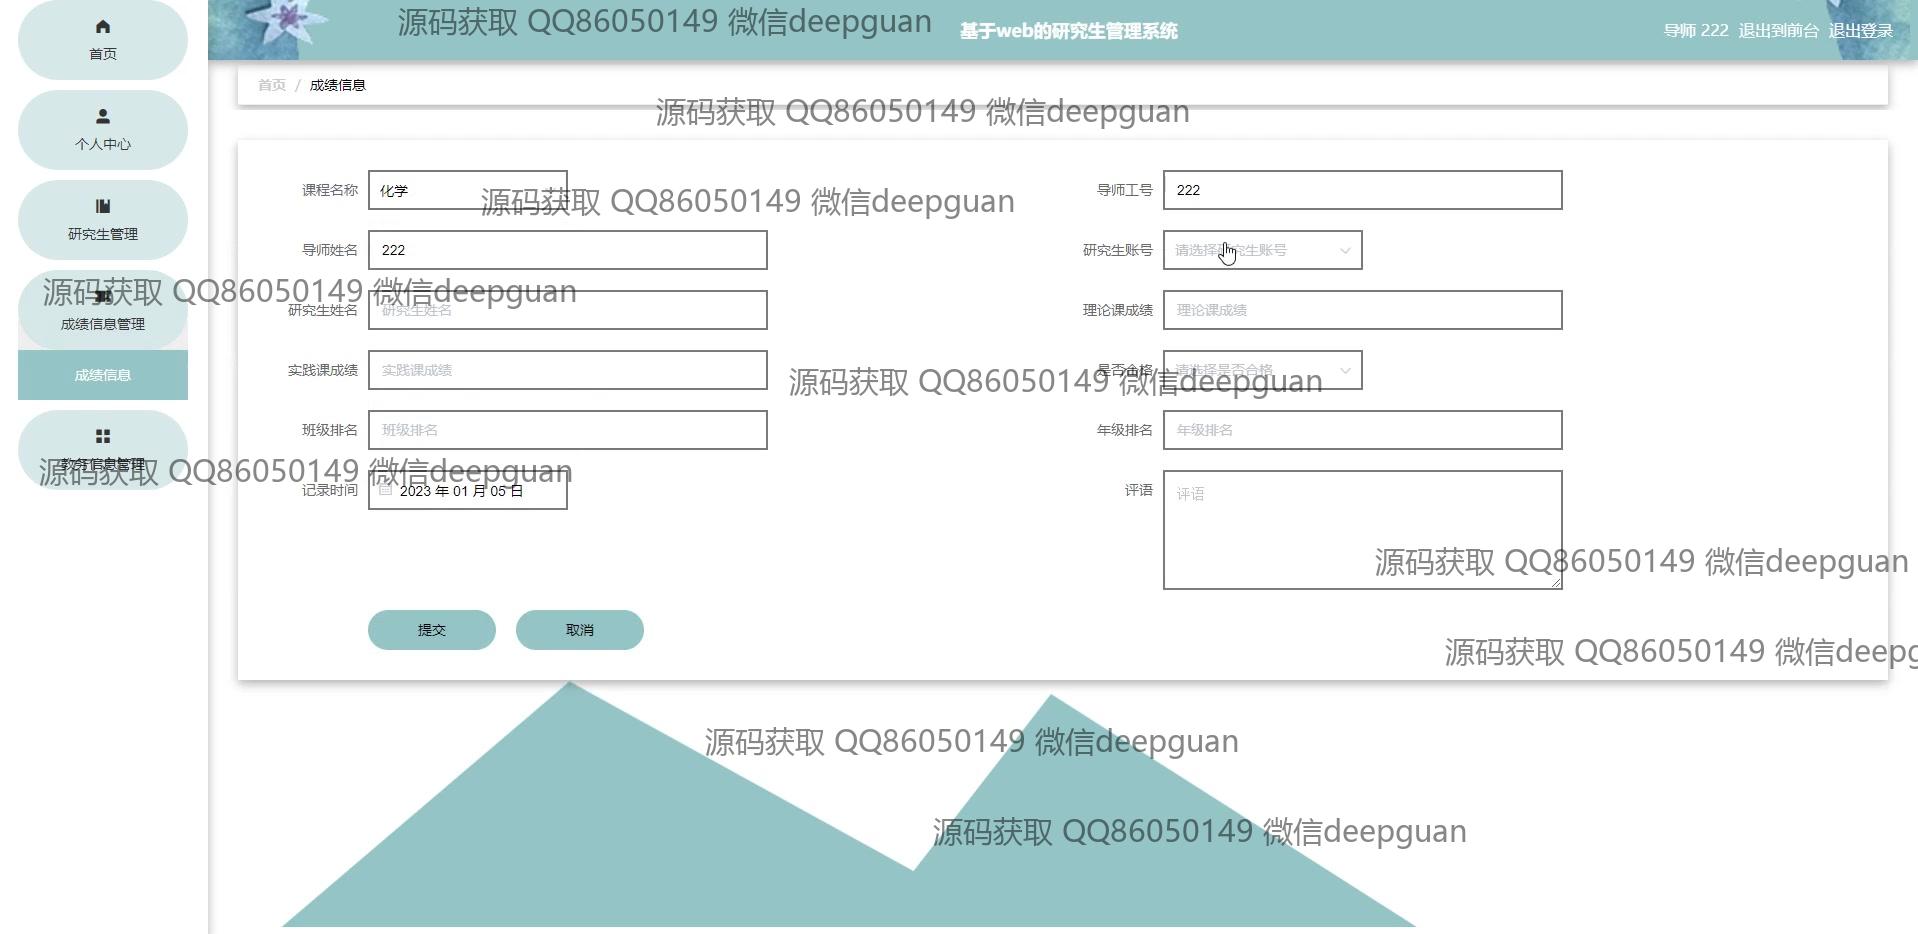 首页
个人中心
研究生管理
成绩信息管理
成绩信息
教务信息管理
源码获取 QQ86050149 微信deepguan
基于web的研究生管理系统
导师 222 退出到前台 退出登录
首页 / 成绩信息
源码获取 QQ86050149 微信deepguan
课程名称 化学
导师工号 222
源码获取 QQ86050149 微信deepguan
导师姓名 222
研究生账号 请选择研究生账号
源码获取 QQ86050149 微信deepguan
研究生姓名 研究生姓名
理论课成绩 理论课成绩
实践课成绩 实践课成绩
是否合格 请选择是否合格
源码获取 QQ86050149 微信deepguan
班级排名 班级排名
年级排名 年级排名
源码获取 QQ86050149 微信deepguan
记录时间 2023 年 01 月 05 日
评语 评语
源码获取 QQ86050149 微信deepguan
提交 取消
源码获取 QQ86050149 微信deepg
源码获取 QQ86050149 微信deepguan
源码获取 QQ86050149 微信deepguan